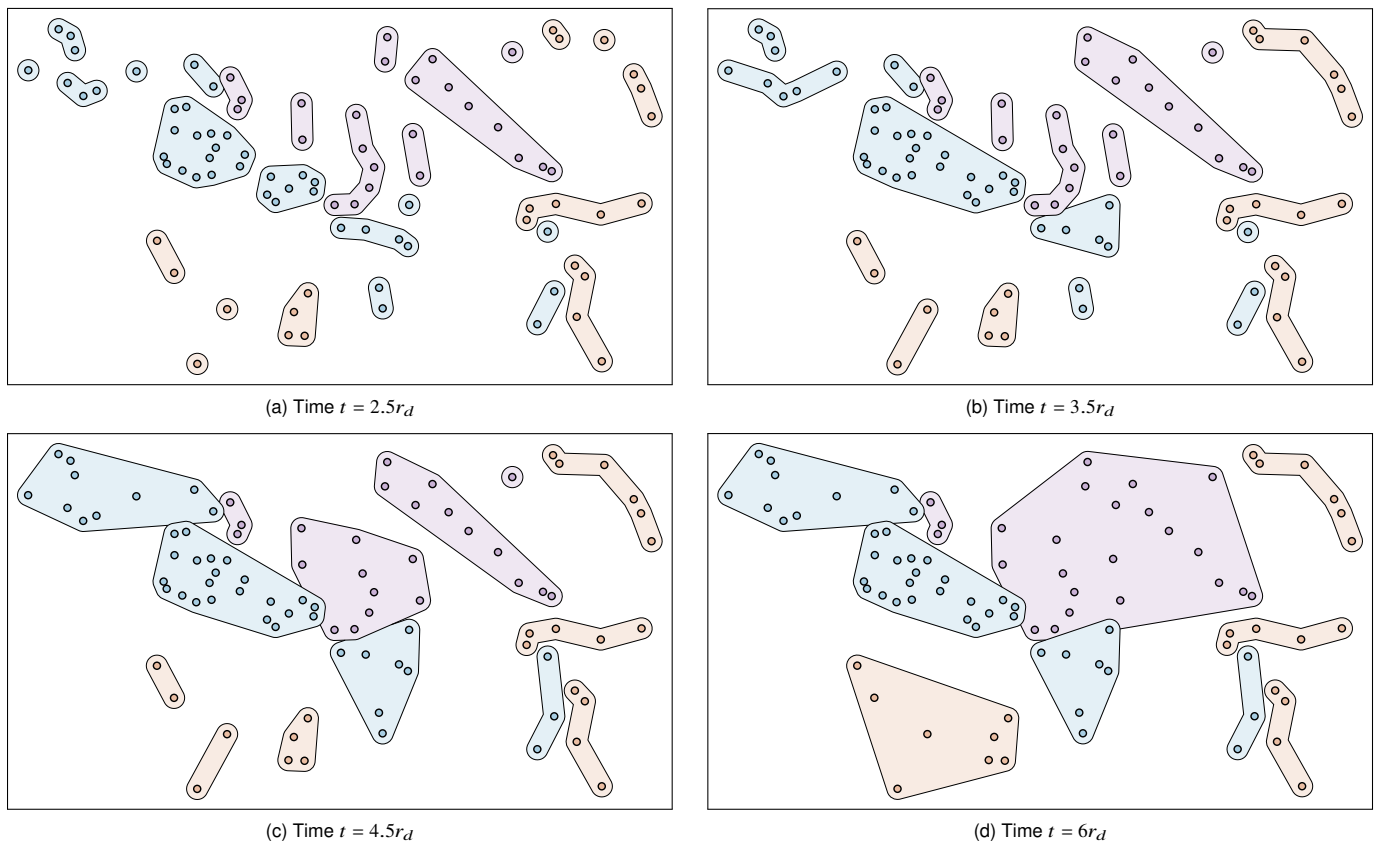 (a) Time t = 2.5r_d
(b) Time t = 3.5r_d
(c) Time t = 4.5r_d
(d) Time t = 6r_d